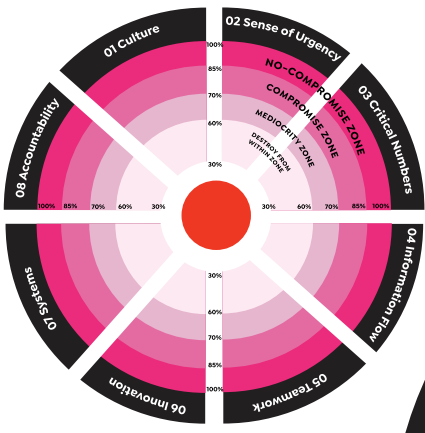 01 Culture
02 Sense of Urgency
03 Critical Numbers
04 Information Flow
05 Teamwork
06 Innovation
07 Systems
08 Accountability
NO-COMPROMISE ZONE
COMPROMISE ZONE
MEDIOCRITY ZONE
DESTROY FROM
WITHIN ZONE
100%
85%
70%
60%
30%
100% 85% 70% 60% 30%
30% 60% 70% 85% 100%
30%
60%
70%
85%
100%